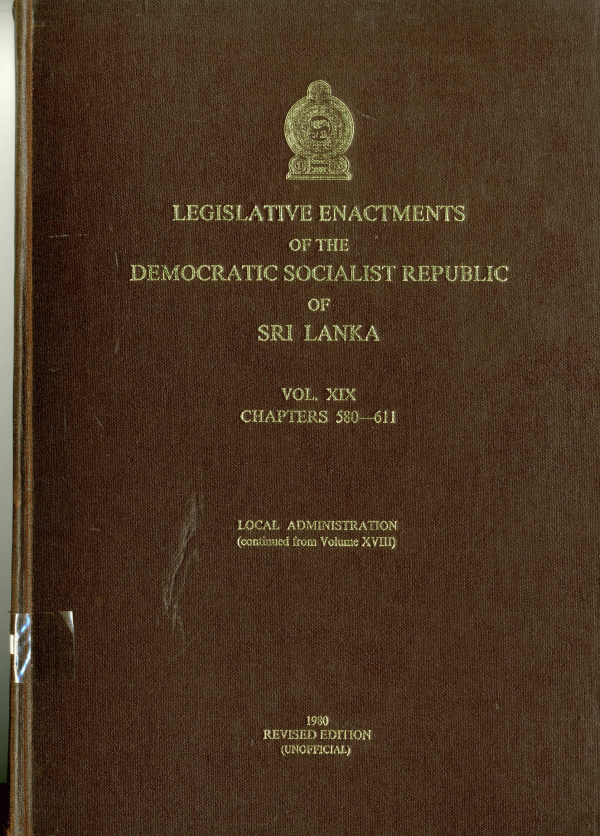 LEGISLATIVE ENACTMENTS
OF THE
DEMOCRATIC SOCIALIST REPUBLIC
OF
SRI LANKA
VOL. XIX
CHAPTERS 580—611
LOCAL ADMINISTRATION
(continued from Volume XVIII)
1980
REVISED EDITION
(UNOFFICIAL)